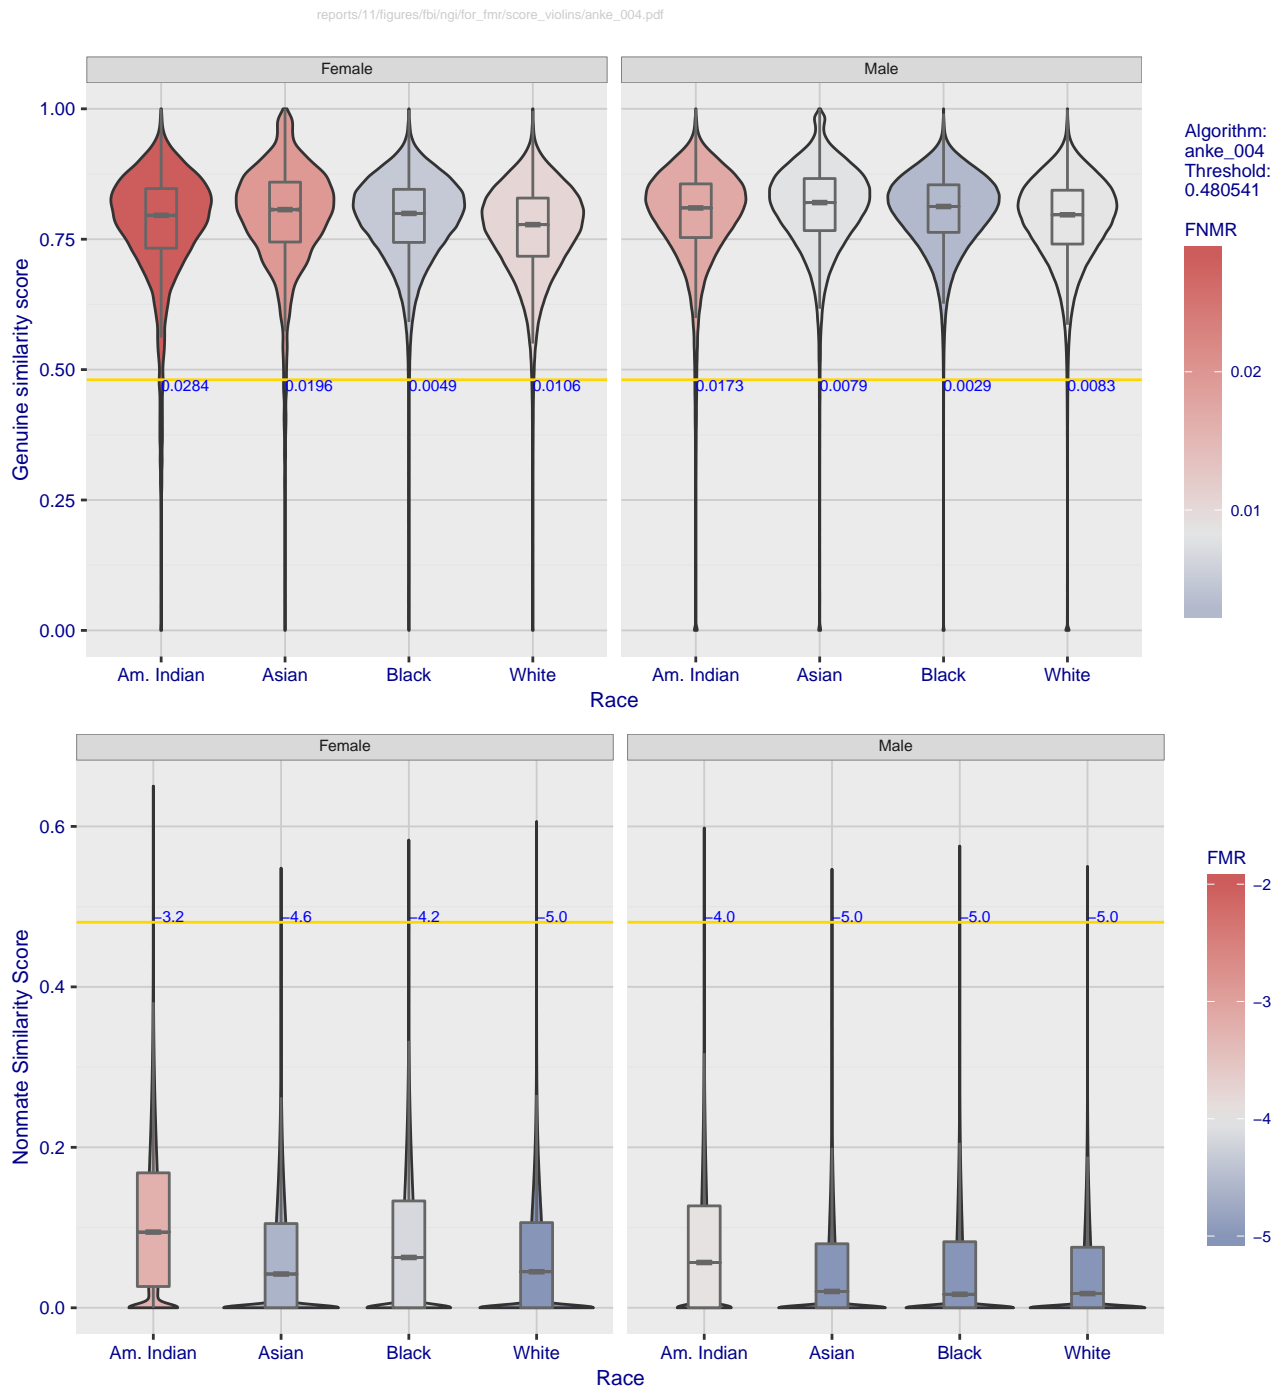 reports/11/figures/fbi/ngi/for_fmr/score_violins/anke_004.pdf
Female
Male
Genuine similarity score
1.00
0.75
0.50
0.25
0.00
0.0284
0.0196
0.0049
0.0106
0.0173
0.0079
0.0029
0.0083
Am. Indian
Asian
Black
White
Am. Indian
Asian
Black
White
Race
Algorithm:
anke_004
Threshold:
0.480541
FNMR
0.02
0.01
Female
Male
Nonmate Similarity Score
0.6
0.4
0.2
0.0
−3.2
−4.6
−4.2
−5.0
−4.0
−5.0
−5.0
−5.0
Am. Indian
Asian
Black
White
Am. Indian
Asian
Black
White
Race
FMR
−2
−3
−4
−5